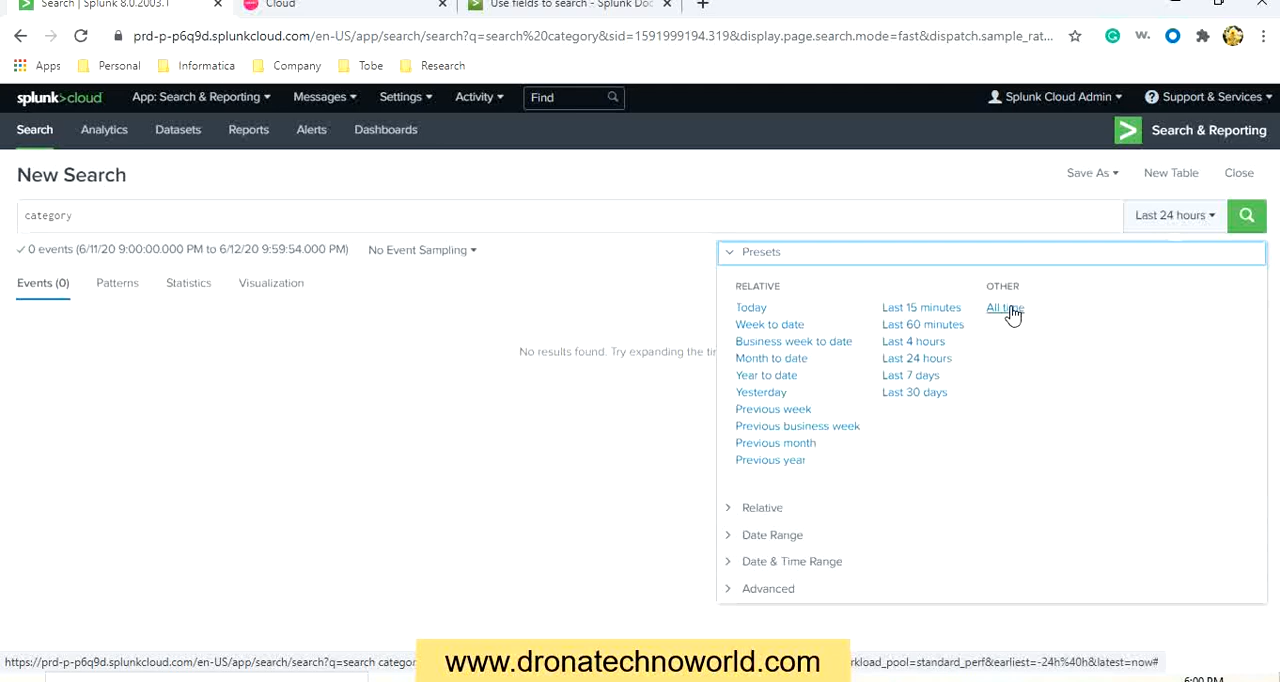 Search | Splunk 8.0.2003.1
Cloud
Use fields to search - Splunk Doc
prd-p-p6q9d.splunkcloud.com/en-US/app/search/search?q=search%20category&sid=1591999194.319&display.page.search.mode=fast&dispatch.sample_rat...
Apps Personal Informatica Company Tobe Research
splunk>cloud App: Search & Reporting Messages Settings Activity Find Splunk Cloud Admin Support & Services
Search Analytics Datasets Reports Alerts Dashboards Search & Reporting
New Search Save As New Table Close
category Last 24 hours
0 events (6/11/20 9:00:00.000 PM to 6/12/20 9:59:54.000 PM) No Event Sampling
Events (0) Patterns Statistics Visualization
No results found. Try expanding the
Presets
RELATIVE OTHER
Today Last 15 minutes All time
Week to date Last 60 minutes
Business week to date Last 4 hours
Month to date Last 24 hours
Year to date Last 7 days
Yesterday Last 30 days
Previous week
Previous business week
Previous month
Previous year
Relative
Date Range
Date & Time Range
Advanced
https://prd-p-p6q9d.splunkcloud.com/en-US/app/search/search?q=search categor
orkload_pool=standard_perf&earliest=-24h%40h&latest=now#
www.dronatechnoworld.com
6:00 PM